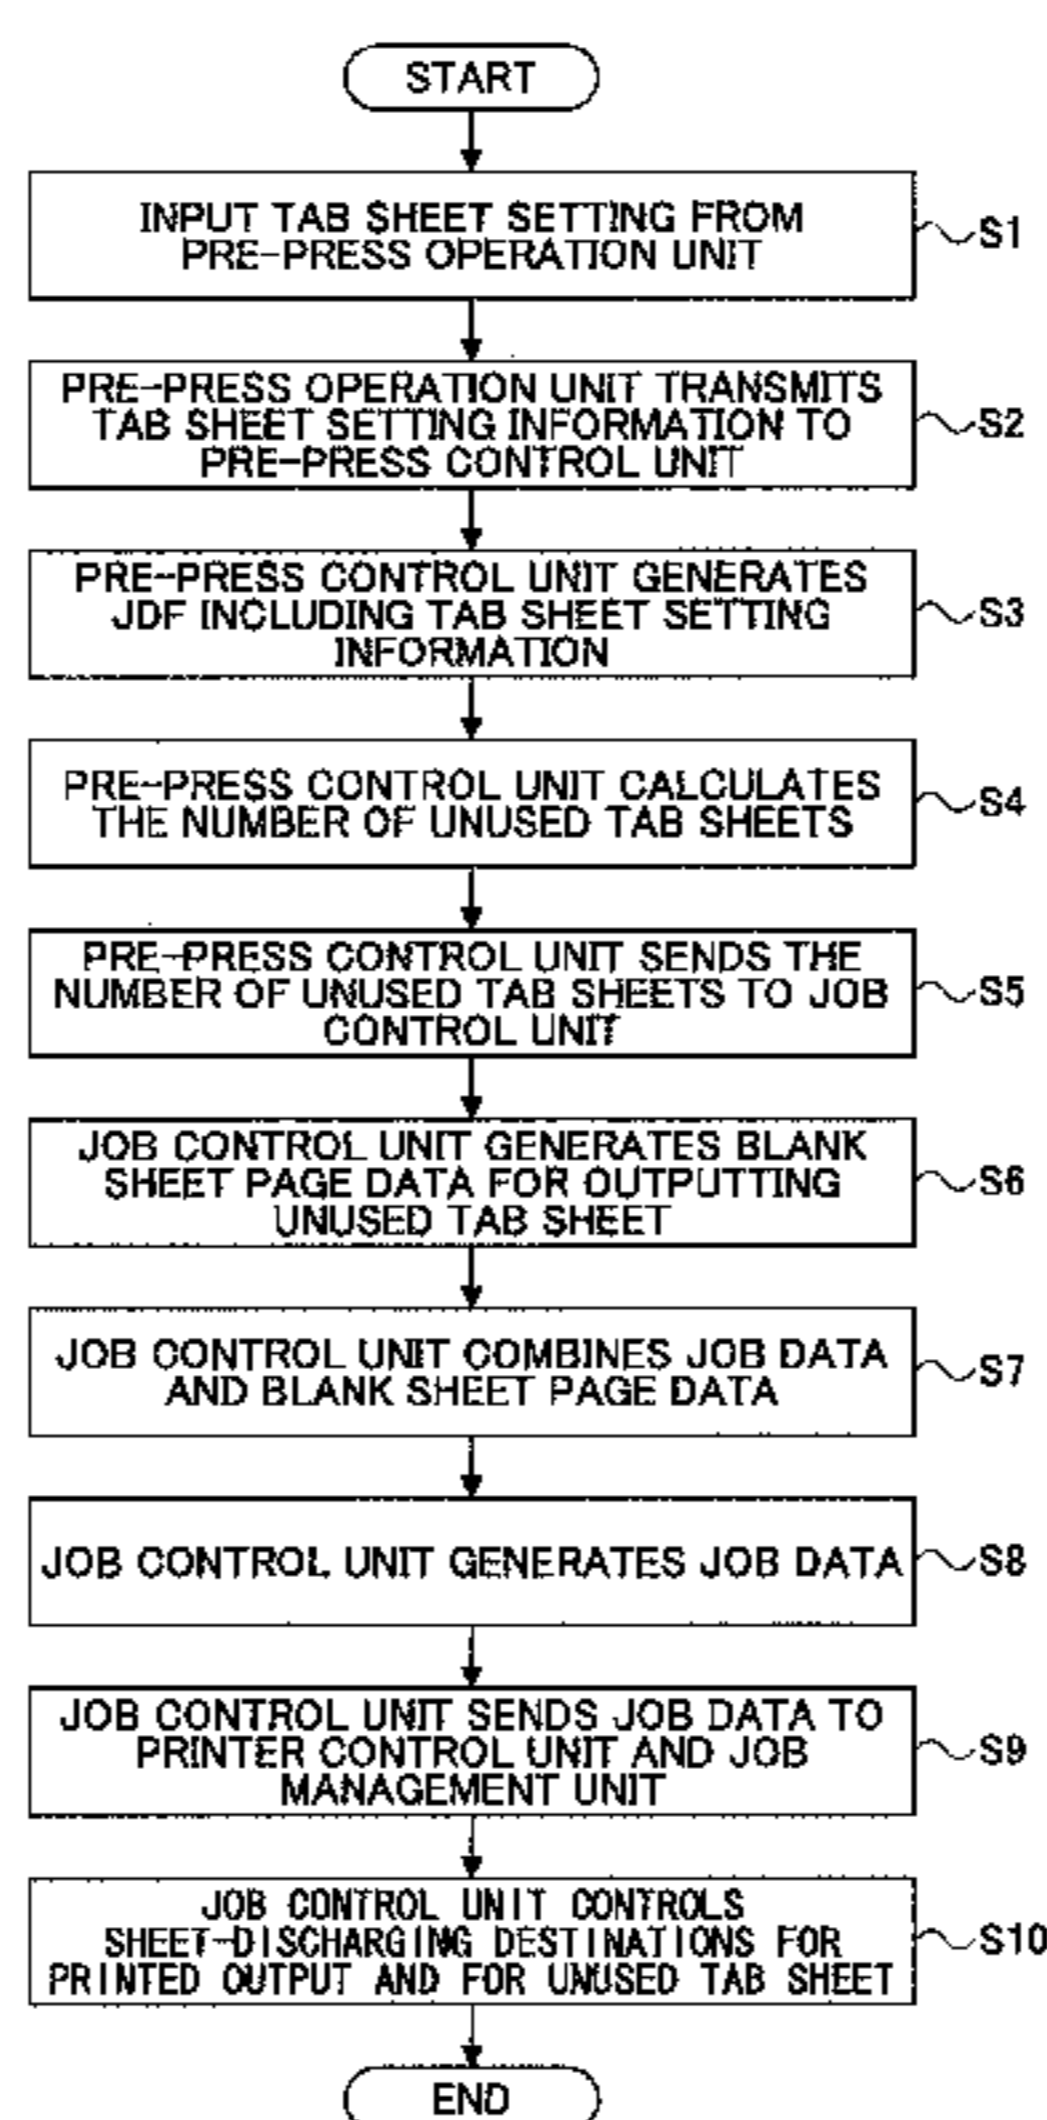 START
INPUT TAB SHEET SETTING FROM
PRE-PRESS OPERATION UNIT
S1
PRE-PRESS OPERATION UNIT TRANSMITS
TAB SHEET SETTING INFORMATION TO
PRE-PRESS CONTROL UNIT
S2
PRE-PRESS CONTROL UNIT GENERATES
JDF INCLUDING TAB SHEET SETTING
INFORMATION
S3
PRE-PRESS CONTROL UNIT CALCULATES
THE NUMBER OF UNUSED TAB SHEETS
S4
PRE-PRESS CONTROL UNIT SENDS THE
NUMBER OF UNUSED TAB SHEETS TO JOB
CONTROL UNIT
S5
JOB CONTROL UNIT GENERATES BLANK
SHEET PAGE DATA FOR OUTPUTTING
UNUSED TAB SHEET
S6
JOB CONTROL UNIT COMBINES JOB DATA
AND BLANK SHEET PAGE DATA
S7
JOB CONTROL UNIT GENERATES JOB DATA
S8
JOB CONTROL UNIT SENDS JOB DATA TO
PRINTER CONTROL UNIT AND JOB
MANAGEMENT UNIT
S9
JOB CONTROL UNIT CONTROLS
SHEET-DISCHARGING DESTINATIONS FOR
PRINTED OUTPUT AND FOR UNUSED TAB SHEET
S10
END